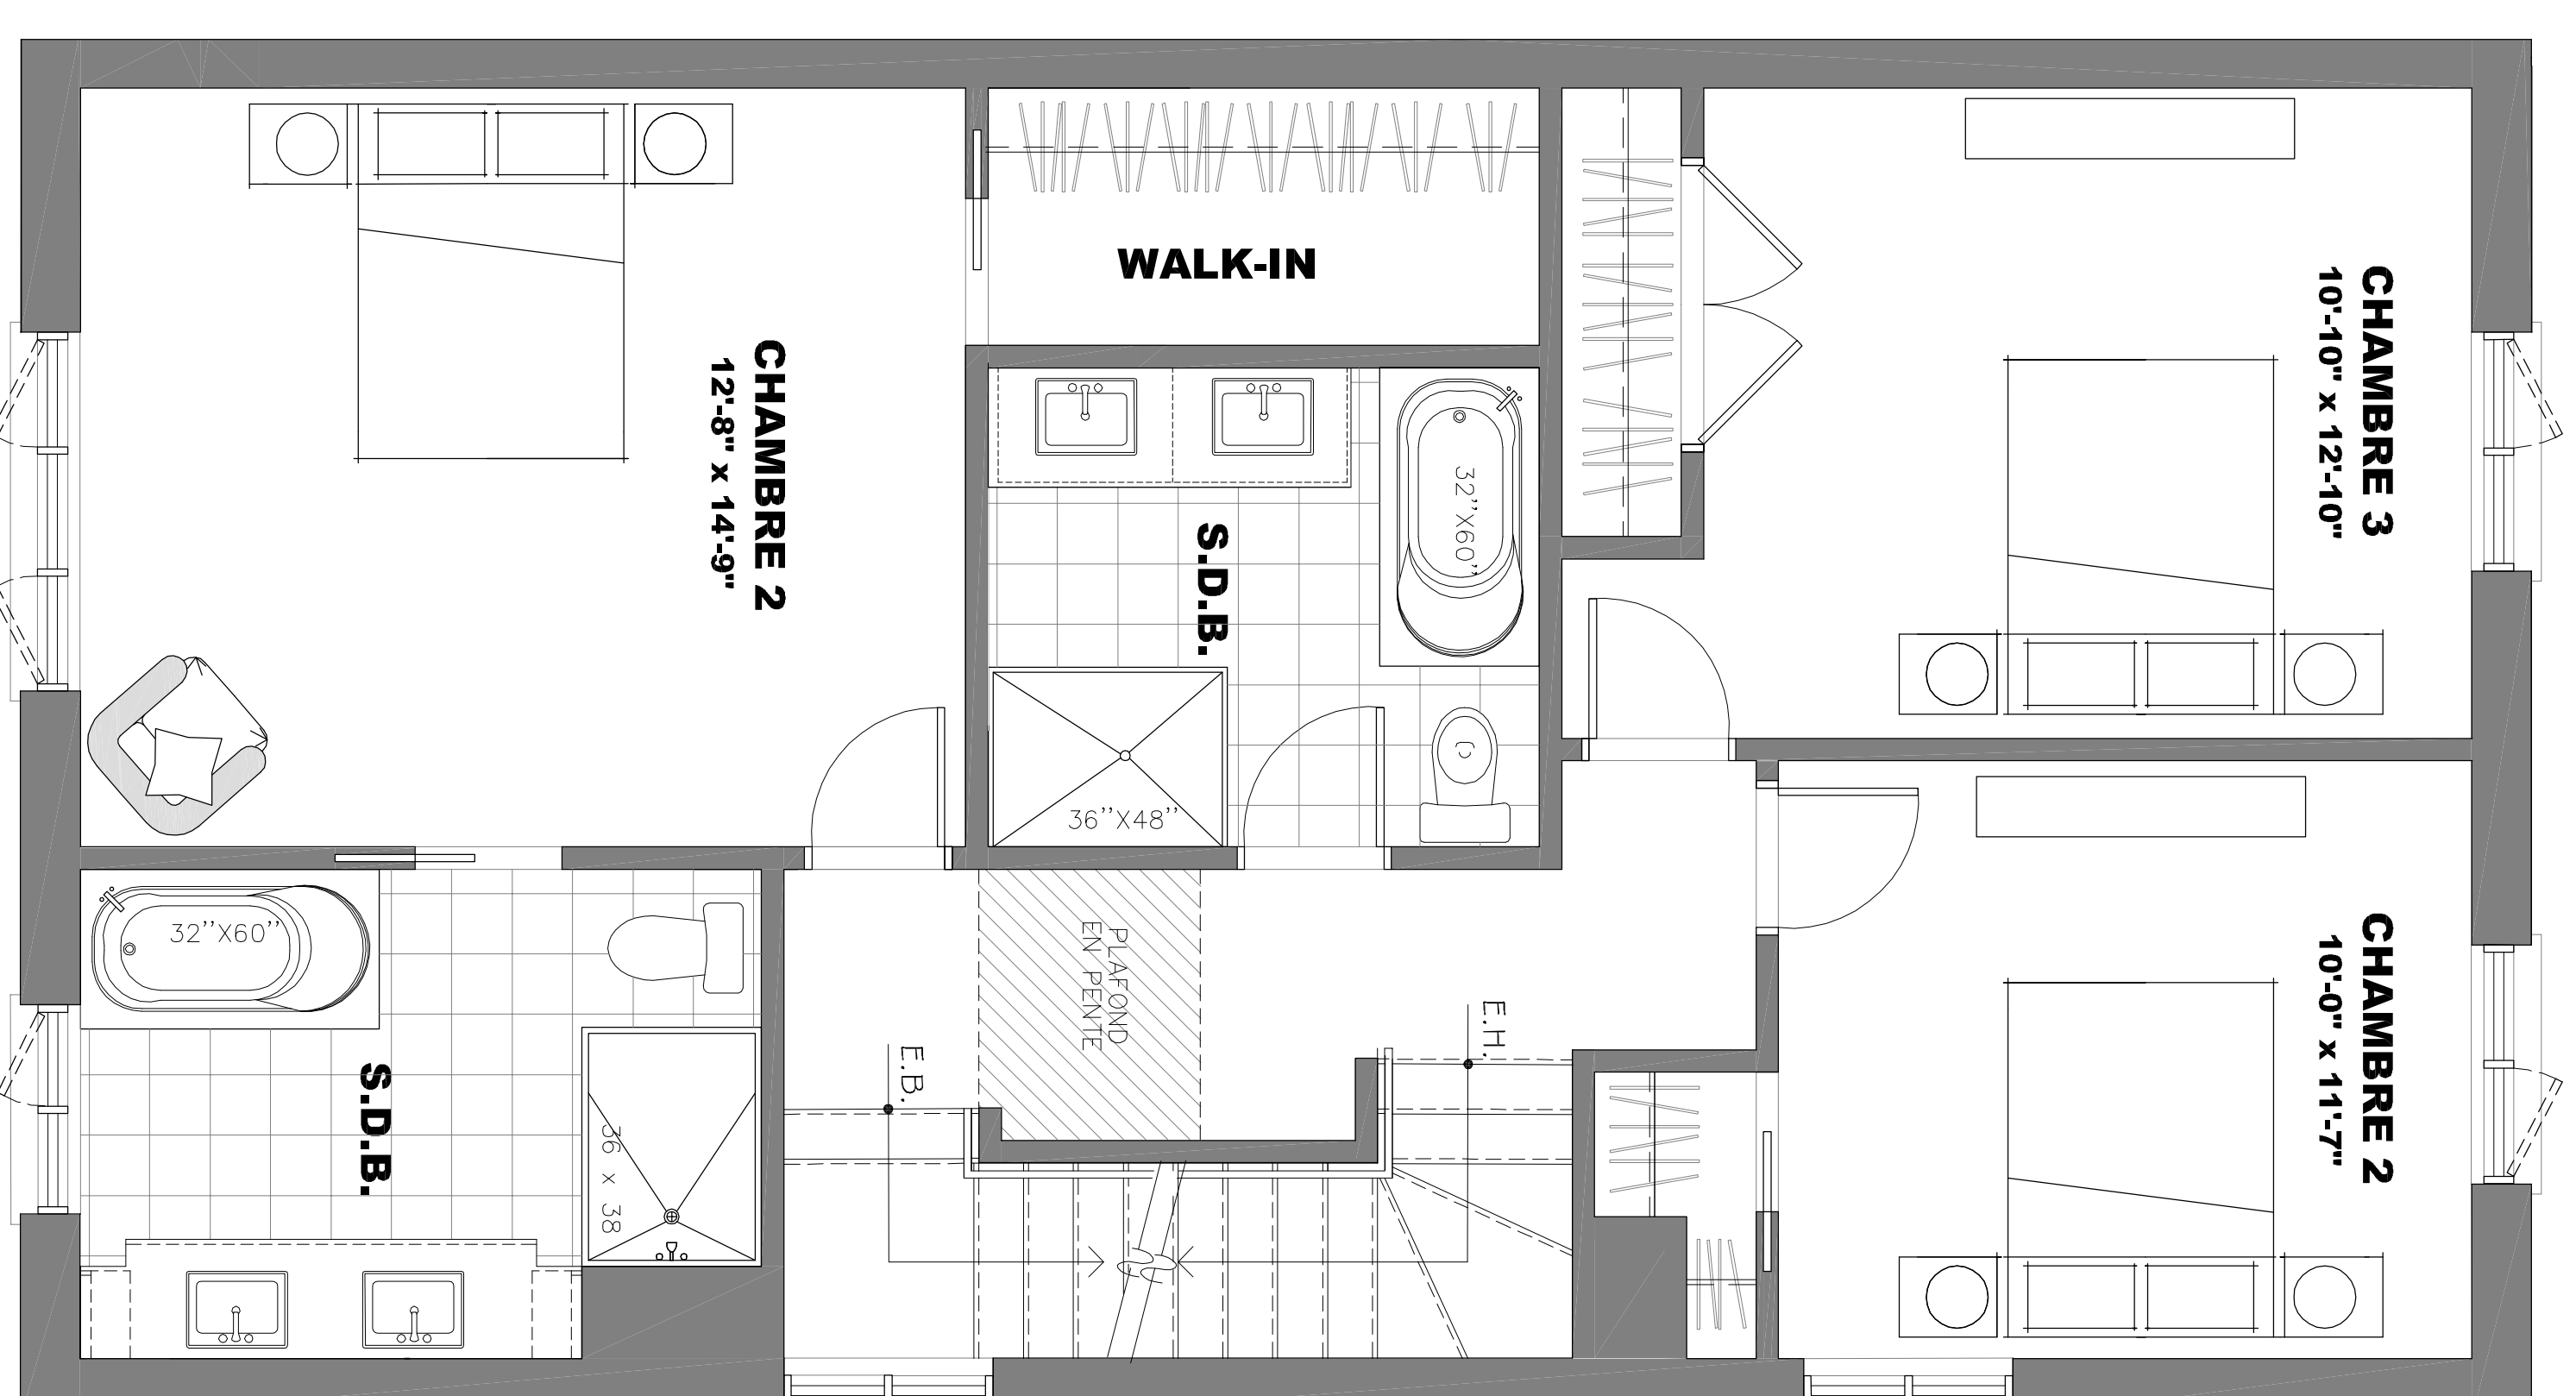 WALK-IN
CHAMBRE 2
12'-8" x 14'-9"
S.D.B.
32''X60''
36''X48''
CHAMBRE 3
10'-10" x 12'-10"
32''X60''
S.D.B.
36 x 38
PLAFOND
EN PENTE
E.B.
E.H.
CHAMBRE 2
10'-0" x 11'-7"